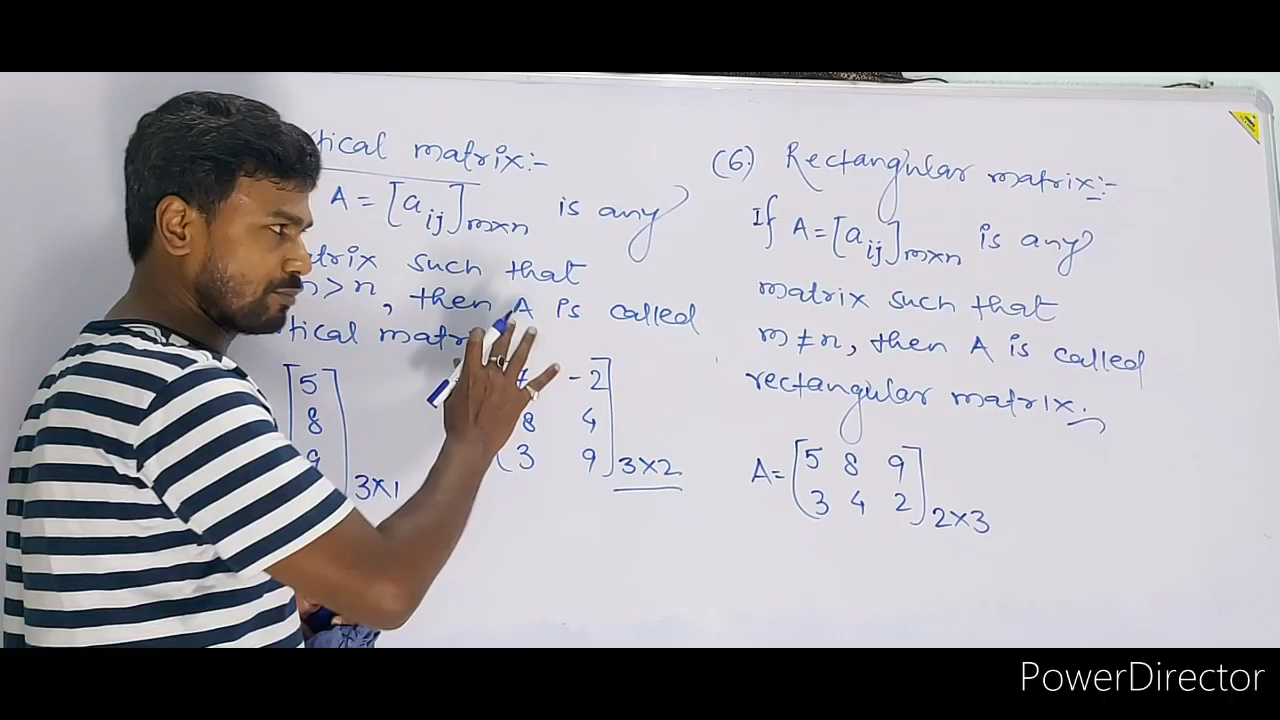 tical matrix:-
A = [aij]m×n is any
trix such that
m>n, then A is called
tical matr
[5
8
9]3×1
-2
8 4
3 9]3×2
(6) Rectangular matrix:-
If A = [aij]m×n is any
matrix such that
m≠n, then A is called
rectangular matrix.
A = [5 8 9
3 4 2]2×3
PowerDirector